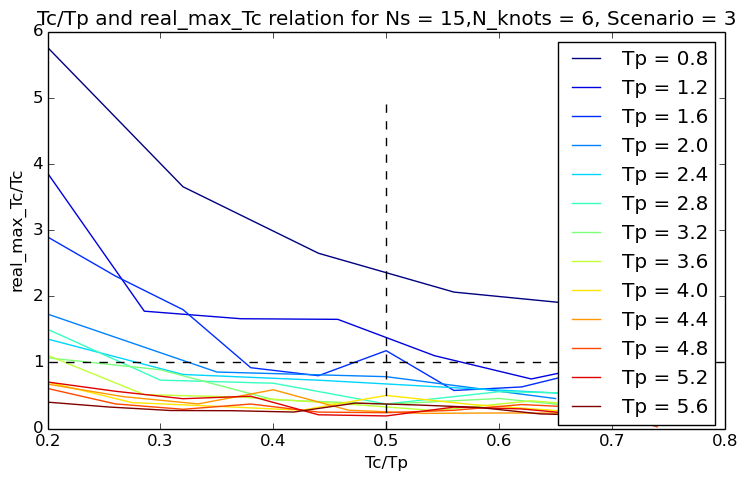 Tc/Tp and real_max_Tc relation for Ns = 15,N_knots = 6, Scenario = 3
6
5
4
3
2
1
0
real_max_Tc/Tc
Tp = 0.8
Tp = 1.2
Tp = 1.6
Tp = 2.0
Tp = 2.4
Tp = 2.8
Tp = 3.2
Tp = 3.6
Tp = 4.0
Tp = 4.4
Tp = 4.8
Tp = 5.2
Tp = 5.6
0.2 0.3 0.4 0.5 0.6 0.7 0.8
Tc/Tp